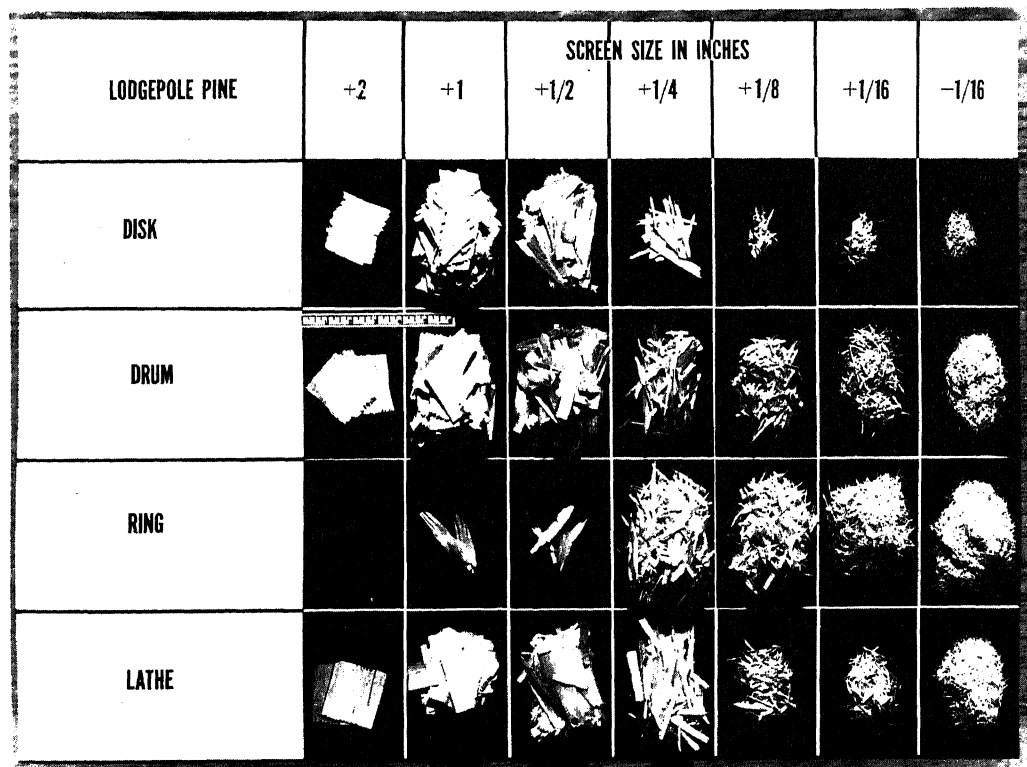 SCREEN SIZE IN INCHES
LODGEPOLE PINE +2 +1 +1/2 +1/4 +1/8 +1/16 -1/16
DISK
DRUM
RING
LATHE